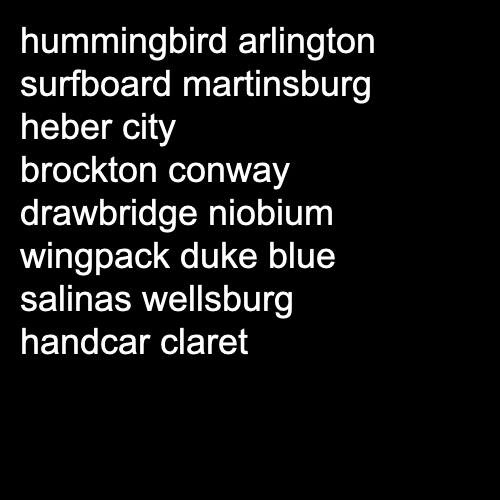 hummingbird arlington
surfboard martinsburg
heber city
brockton conway
drawbridge niobium
wingpack duke blue
salinas wellsburg
handcar claret